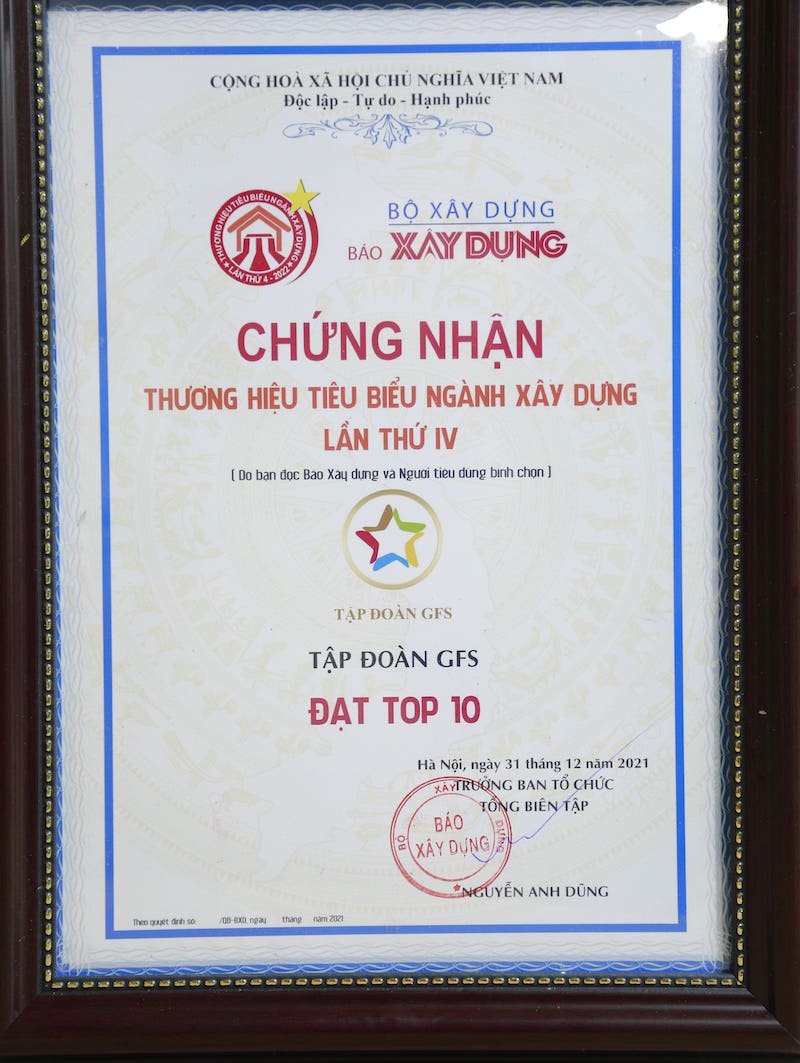 CỘNG HOÀ XÃ HỘI CHỦ NGHĨA VIỆT NAM
Độc lập - Tự do - Hạnh phúc
THƯƠNG HIỆU TIÊU BIỂU NGÀNH XÂY DỰNG
LẦN THỨ 4 - 2022
BỘ XÂY DỰNG
BÁO XÂY DỰNG
CHỨNG NHẬN
THƯƠNG HIỆU TIÊU BIỂU NGÀNH XÂY DỰNG
LẦN THỨ IV
( Do bạn đọc Báo Xây dựng và Người tiêu dùng bình chọn )
TẬP ĐOÀN GFS
TẬP ĐOÀN GFS
ĐẠT TOP 10
Hà Nội, ngày 31 tháng 12 năm 2021
TRƯỞNG BAN TỔ CHỨC
TỔNG BIÊN TẬP
BỘ XÂY DỰNG
BÁO
XÂY DỰNG
NGUYỄN ANH DŨNG
Theo quyết định số: /QĐ-BXD, ngày tháng năm 2021